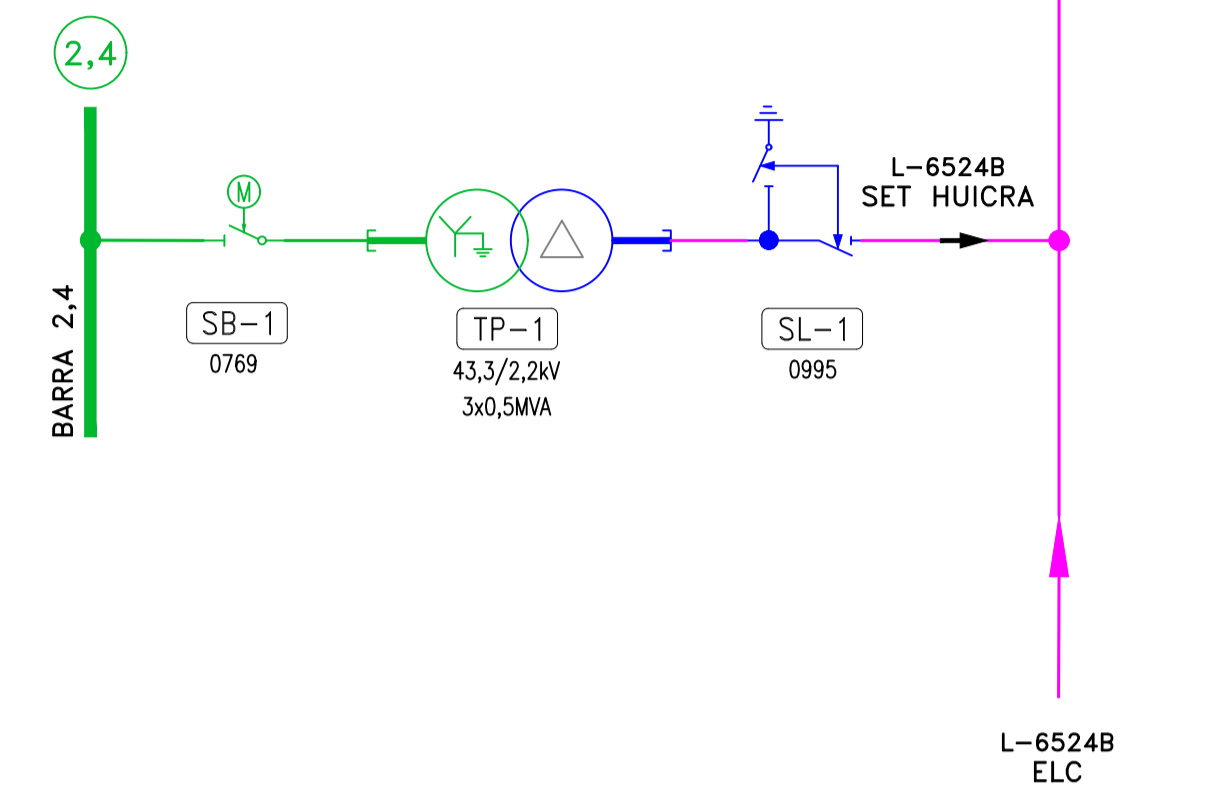 2,4
BARRA 2,4
M
SB-1
0769
TP-1
43,3/2,2kV
3x0,5MVA
SL-1
0995
L-6524B
SET HUICRA
L-6524B
ELC